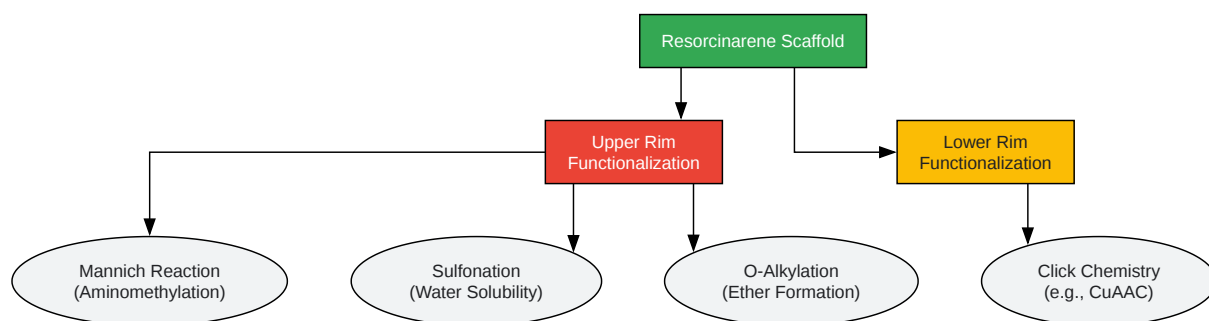 Resorcinarene Scaffold
Upper Rim
Functionalization
Lower Rim
Functionalization
Mannich Reaction
(Aminomethylation)
Sulfonation
(Water Solubility)
O-Alkylation
(Ether Formation)
Click Chemistry
(e.g., CuAAC)